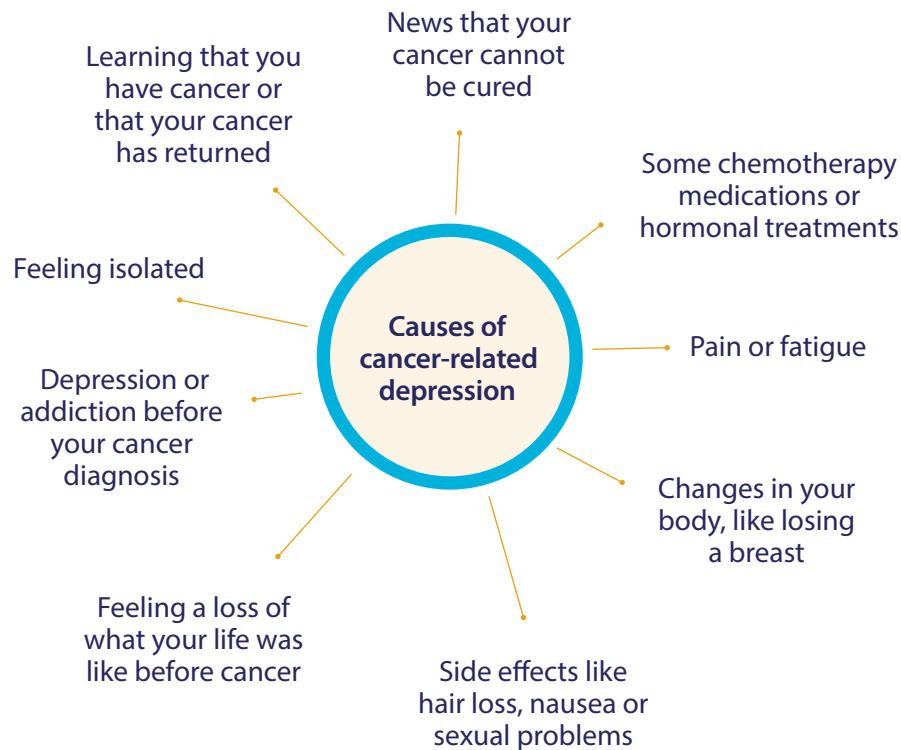 Causes of
cancer-related
depression
News that your
cancer cannot
be cured
Some chemotherapy
medications or
hormonal treatments
Pain or fatigue
Changes in your
body, like losing
a breast
Side effects like
hair loss, nausea or
sexual problems
Feeling a loss of
what your life was
like before cancer
Depression or
addiction before
your cancer
diagnosis
Feeling isolated
Learning that you
have cancer or
that your cancer
has returned